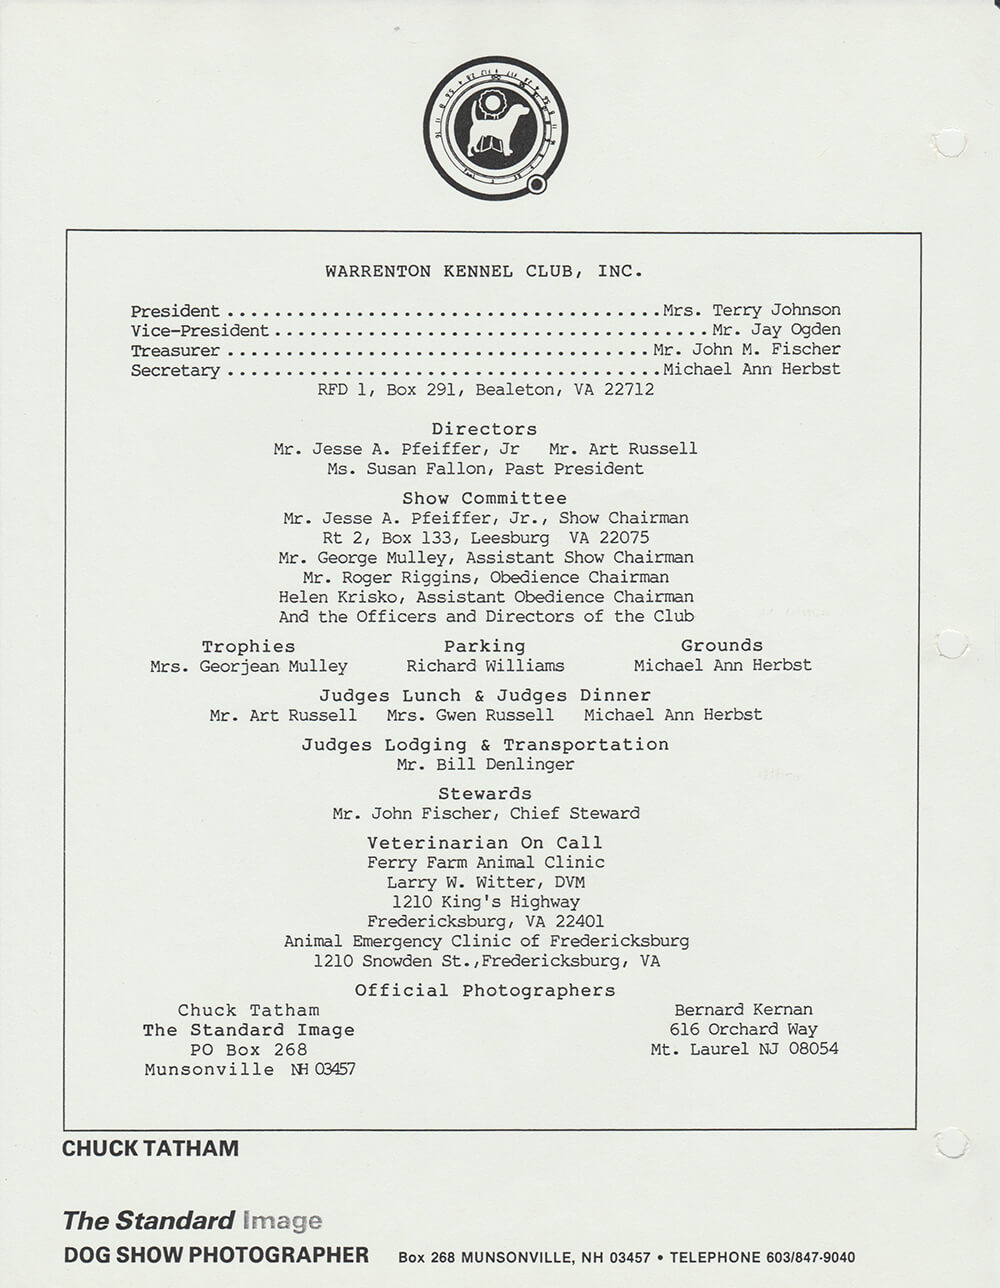 WARRENTON KENNEL CLUB, INC.
President.......................................Mrs. Terry Johnson
Vice-President.......................................Mr. Jay Ogden
Treasurer......................................Mr. John M. Fischer
Secretary.......................................Michael Ann Herbst
RFD 1, Box 291, Bealeton, VA 22712
Directors
Mr. Jesse A. Pfeiffer, Jr Mr. Art Russell
Ms. Susan Fallon, Past President
Show Committee
Mr. Jesse A. Pfeiffer, Jr., Show Chairman
Rt 2, Box 133, Leesburg VA 22075
Mr. George Mulley, Assistant Show Chairman
Mr. Roger Riggins, Obedience Chairman
Helen Krisko, Assistant Obedience Chairman
And the Officers and Directors of the Club
Trophies Parking Grounds
Mrs. Georjean Mulley Richard Williams Michael Ann Herbst
Judges Lunch & Judges Dinner
Mr. Art Russell Mrs. Gwen Russell Michael Ann Herbst
Judges Lodging & Transportation
Mr. Bill Denlinger
Stewards
Mr. John Fischer, Chief Steward
Veterinarian On Call
Ferry Farm Animal Clinic
Larry W. Witter, DVM
1210 King's Highway
Fredericksburg, VA 22401
Animal Emergency Clinic of Fredericksburg
1210 Snowden St.,Fredericksburg, VA
Official Photographers
Chuck Tatham Bernard Kernan
The Standard Image 616 Orchard Way
PO Box 268 Mt. Laurel NJ 08054
Munsonville NH 03457
CHUCK TATHAM
The Standard Image
DOG SHOW PHOTOGRAPHER Box 268 MUNSONVILLE, NH 03457 • TELEPHONE 603/847-9040